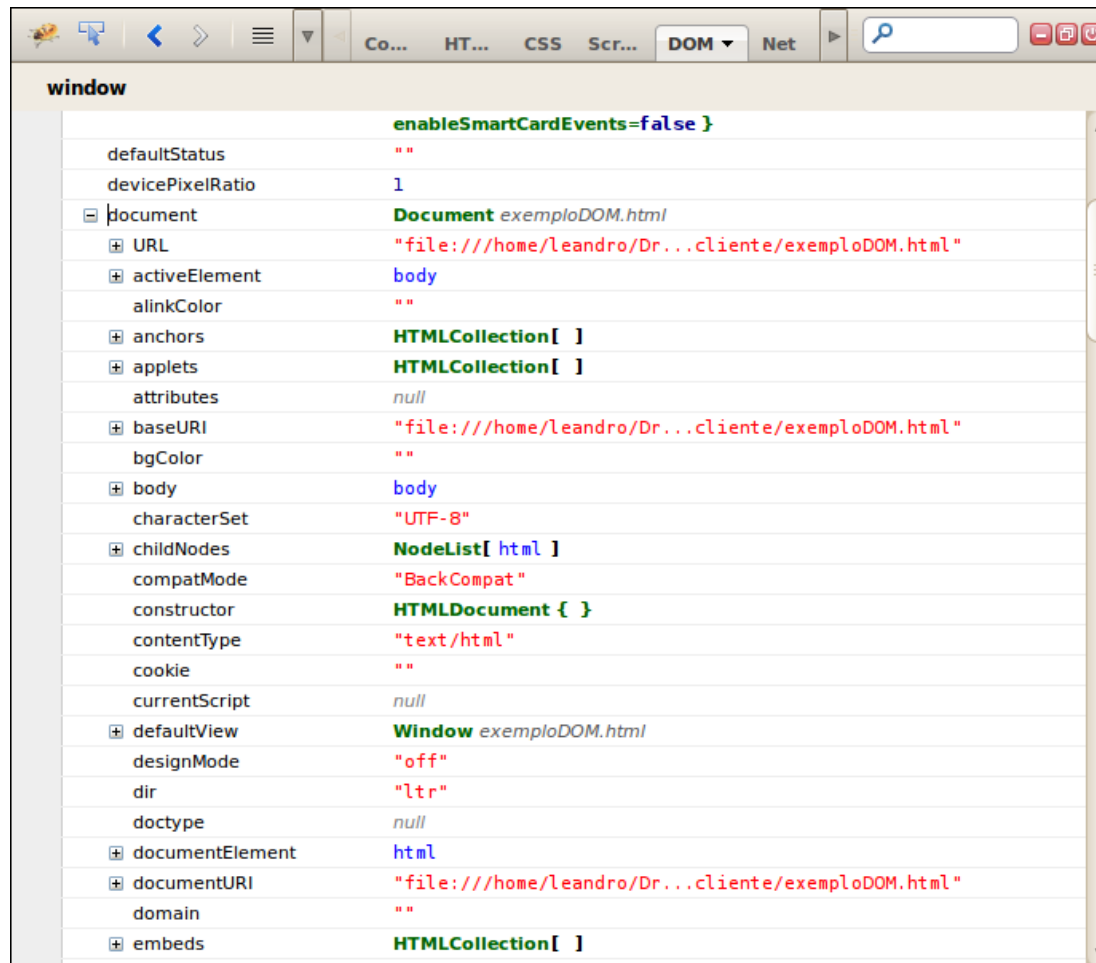 Co... HT... CSS Scr... DOM Net
window
enableSmartCardEvents=false }
defaultStatus ""
devicePixelRatio 1
document Document exemploDOM.html
URL "file:///home/leandro/Dr...cliente/exemploDOM.html"
activeElement body
alinkColor ""
anchors HTMLCollection[ ]
applets HTMLCollection[ ]
attributes null
baseURI "file:///home/leandro/Dr...cliente/exemploDOM.html"
bgColor ""
body body
characterSet "UTF-8"
childNodes NodeList[ html ]
compatMode "BackCompat"
constructor HTMLDocument { }
contentType "text/html"
cookie ""
currentScript null
defaultView Window exemploDOM.html
designMode "off"
dir "ltr"
doctype null
documentElement html
documentURI "file:///home/leandro/Dr...cliente/exemploDOM.html"
domain ""
embeds HTMLCollection[ ]